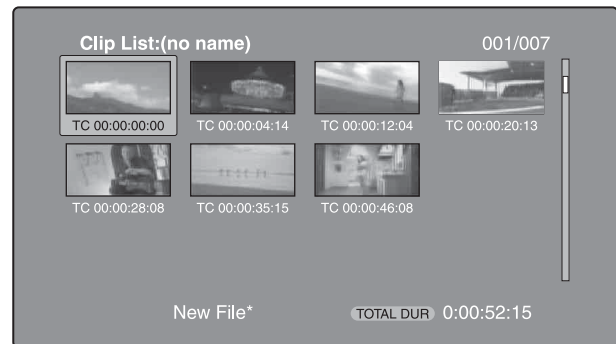 Clip List:(no name) 001/007
TC 00:00:00:00 TC 00:00:04:14 TC 00:00:12:04 TC 00:00:20:13
TC 00:00:28:08 TC 00:00:35:15 TC 00:00:46:08
New File* TOTAL DUR 0:00:52:15